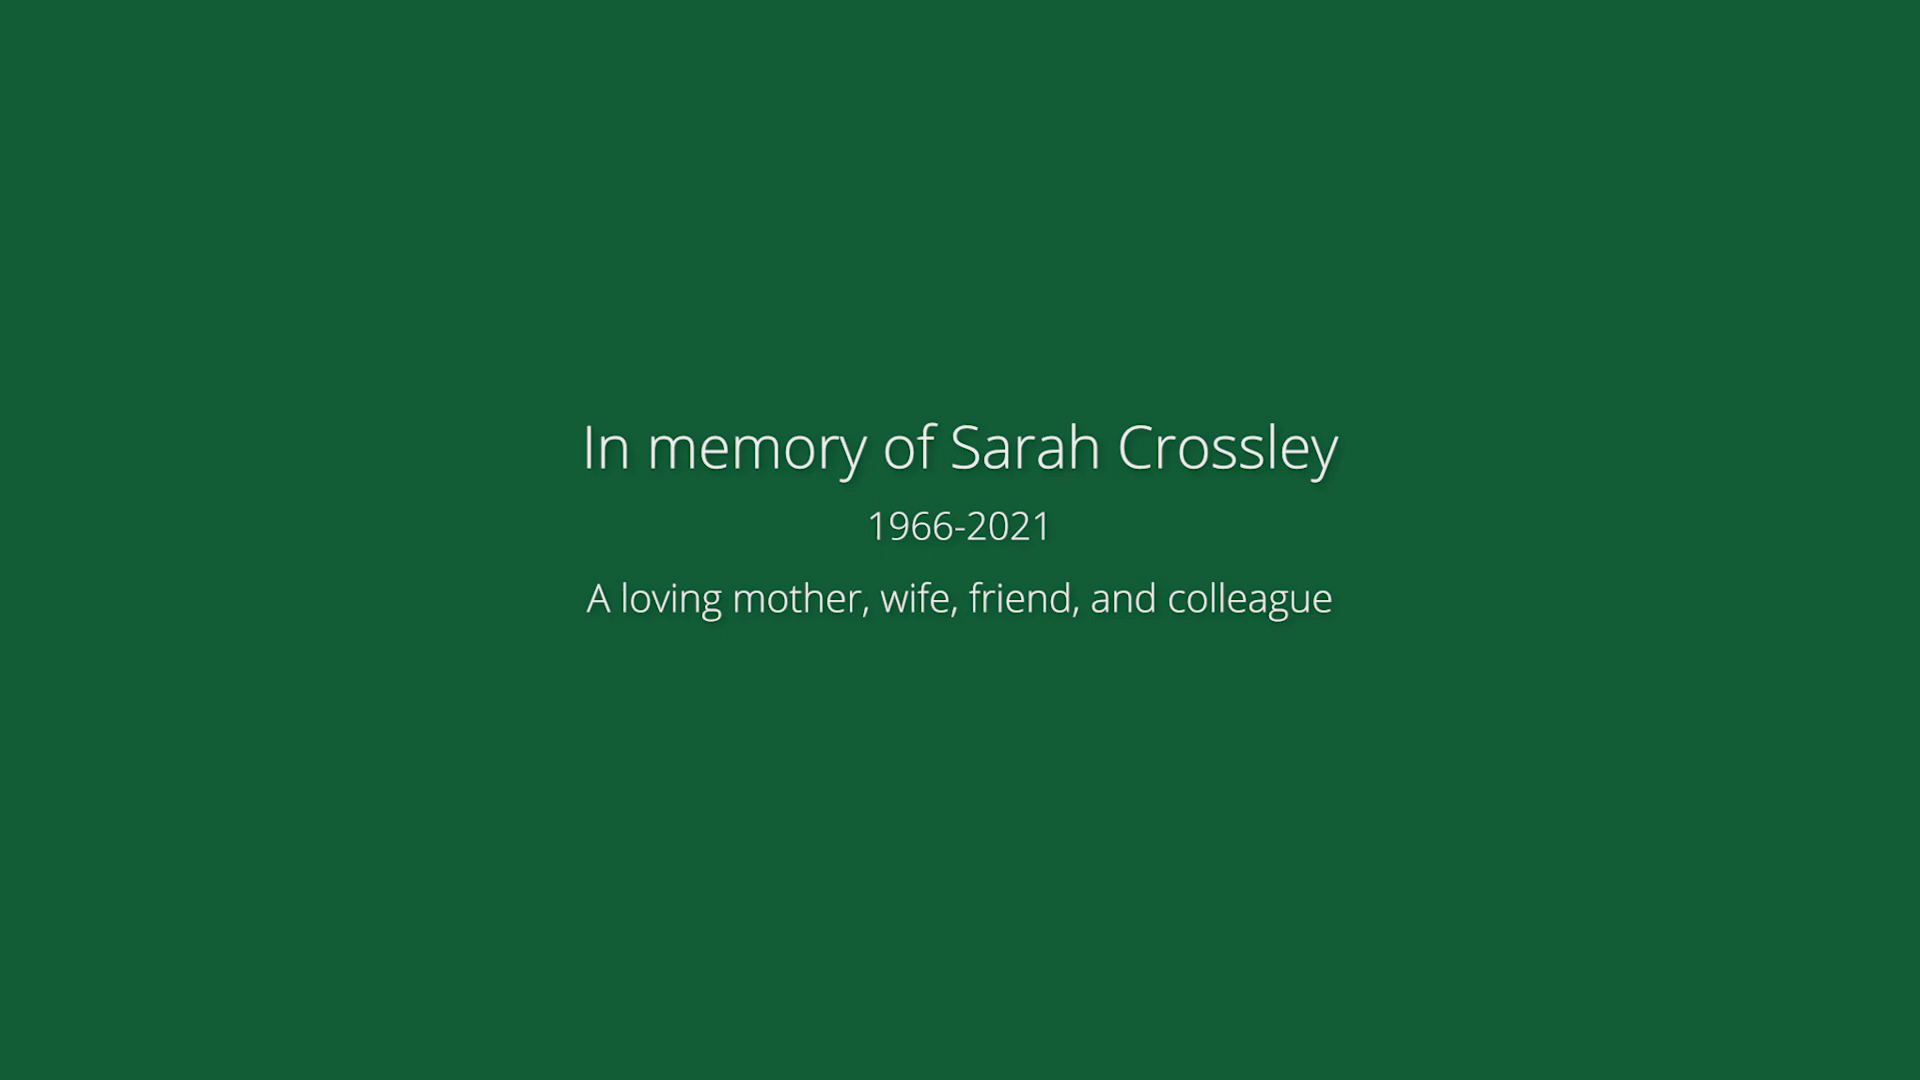 In memory of Sarah Crossley
1966-2021
A loving mother, wife, friend, and colleague